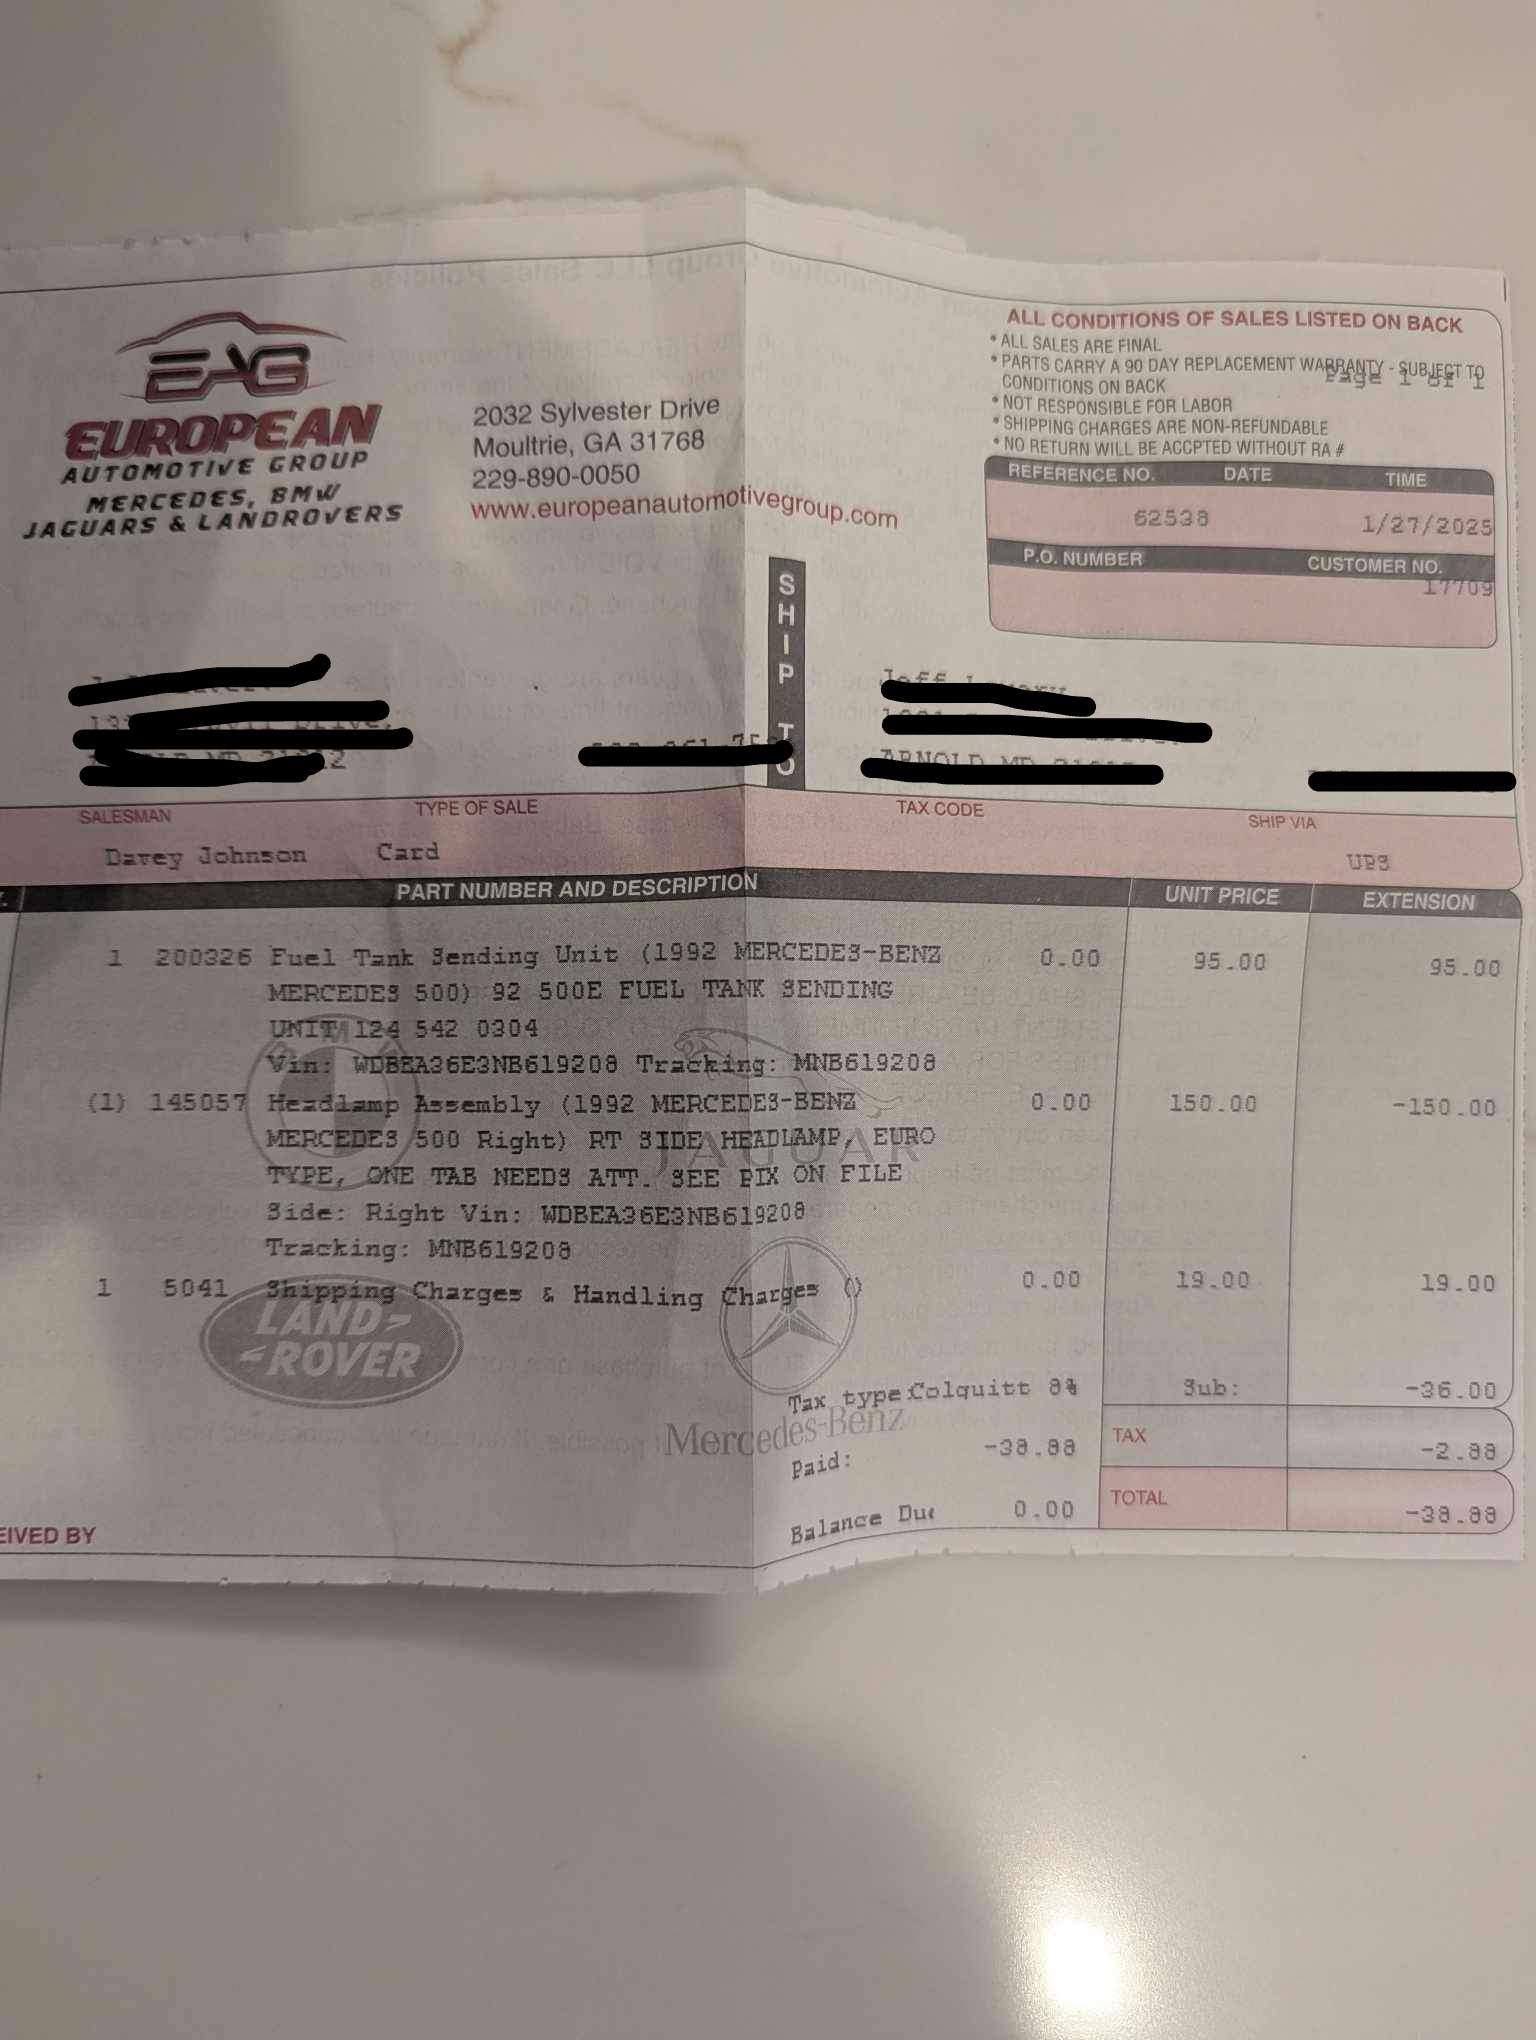 EAG
EUROPEAN
AUTOMOTIVE GROUP
MERCEDES, BMW
JAGUARS & LANDROVERS
2032 Sylvester Drive
Moultrie, GA 31768
229-890-0050
www.europeanautomotivegroup.com
ALL CONDITIONS OF SALES LISTED ON BACK
• ALL SALES ARE FINAL
• PARTS CARRY A 90 DAY REPLACEMENT WARRANTY - SUBJECT TO
CONDITIONS ON BACK
Page 1 of 1
• NOT RESPONSIBLE FOR LABOR
• SHIPPING CHARGES ARE NON-REFUNDABLE
• NO RETURN WILL BE ACCPTED WITHOUT RA #
REFERENCE NO. DATE TIME
62538 1/27/2025
P.O. NUMBER CUSTOMER NO.
17709
SHIP TO
SALESMAN TYPE OF SALE TAX CODE SHIP VIA
Davey Johnson Card UPS
PART NUMBER AND DESCRIPTION UNIT PRICE EXTENSION
1 200326 Fuel Tank Sending Unit (1992 MERCEDES-BENZ 0.00 95.00 95.00
MERCEDES 500) 92 500E FUEL TANK SENDING
UNIT 124 542 0304
Vin: WDBEA36E3NB619208 Tracking: MNB619208
(1) 145057 Headlamp Assembly (1992 MERCEDES-BENZ 0.00 150.00 -150.00
MERCEDES 500 Right) RT SIDE HEADLAMP, EURO
TYPE, ONE TAB NEEDS ATT. SEE PIX ON FILE
Side: Right Vin: WDBEA36E3NB619208
Tracking: MNB619208
1 5041 Shipping Charges & Handling Charges () 0.00 19.00 19.00
BMW
JAGUAR
LAND-
-ROVER
Mercedes-Benz
Tax type:Colquitt 8% Sub: -36.00
Paid: -38.88 TAX -2.88
Balance Due 0.00 TOTAL -38.88
EIVED BY